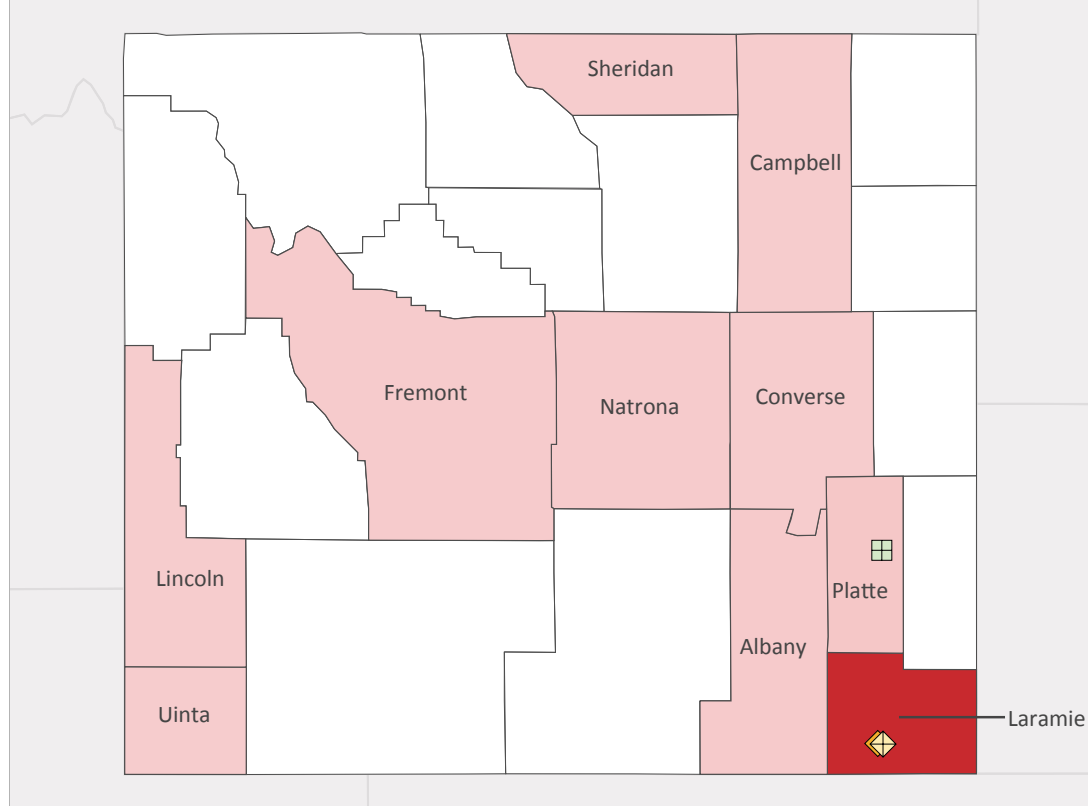 Sheridan
Campbell
Fremont
Natrona
Converse
Lincoln
Platte
Albany
Uinta
Laramie